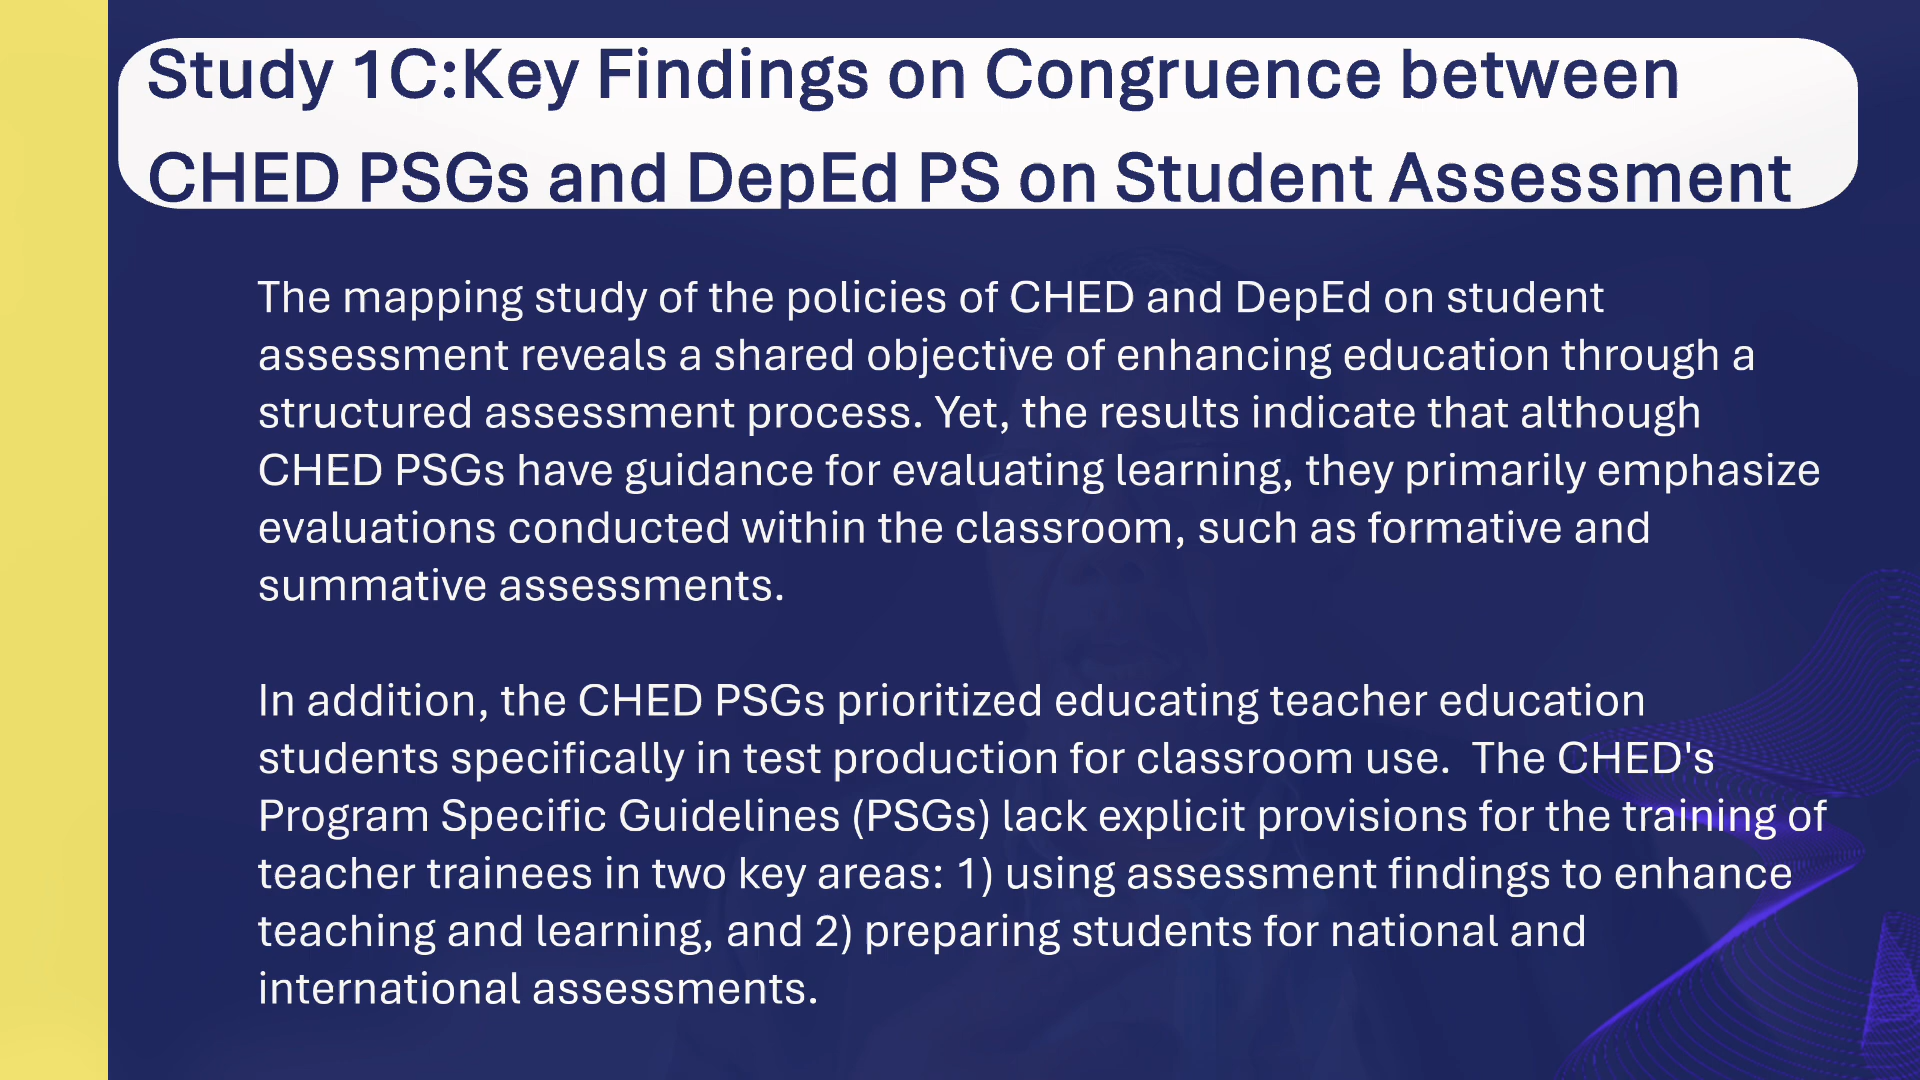 Study 1C:Key Findings on Congruence between
CHED PSGs and DepEd PS on Student Assessment
The mapping study of the policies of CHED and DepEd on student
assessment reveals a shared objective of enhancing education through a
structured assessment process. Yet, the results indicate that although
CHED PSGs have guidance for evaluating learning, they primarily emphasize
evaluations conducted within the classroom, such as formative and
summative assessments.
In addition, the CHED PSGs prioritized educating teacher education
students specifically in test production for classroom use.  The CHED's
Program Specific Guidelines (PSGs) lack explicit provisions for the training of
teacher trainees in two key areas: 1) using assessment findings to enhance
teaching and learning, and 2) preparing students for national and
international assessments.